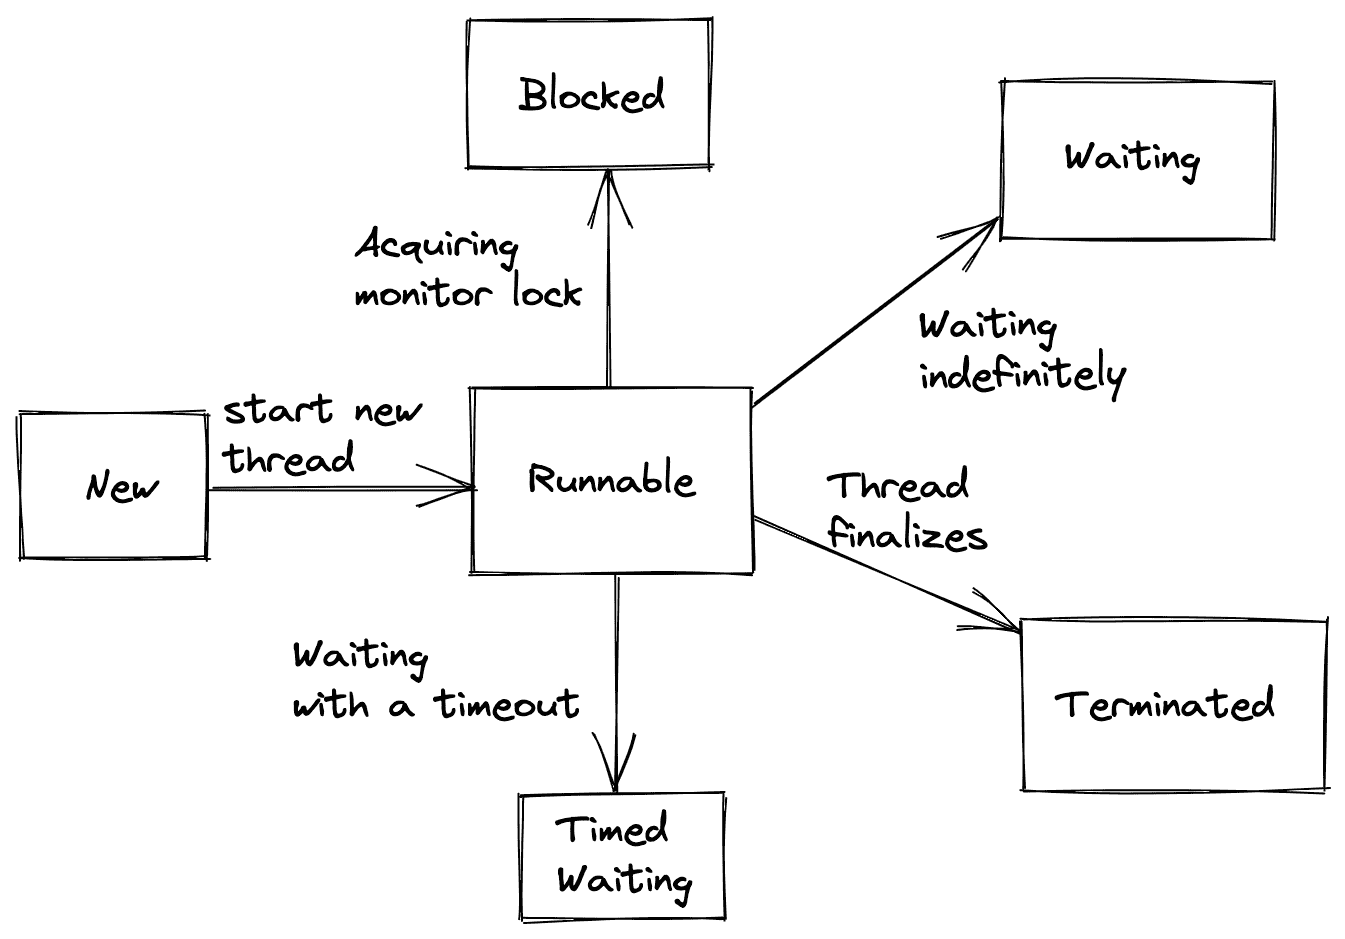 Blocked
Waiting
Acquiring
monitor lock
Waiting
indefinitely
start new
thread
New
Runnable
Thread
finalizes
Waiting
with a timeout
Terminated
Timed
Waiting